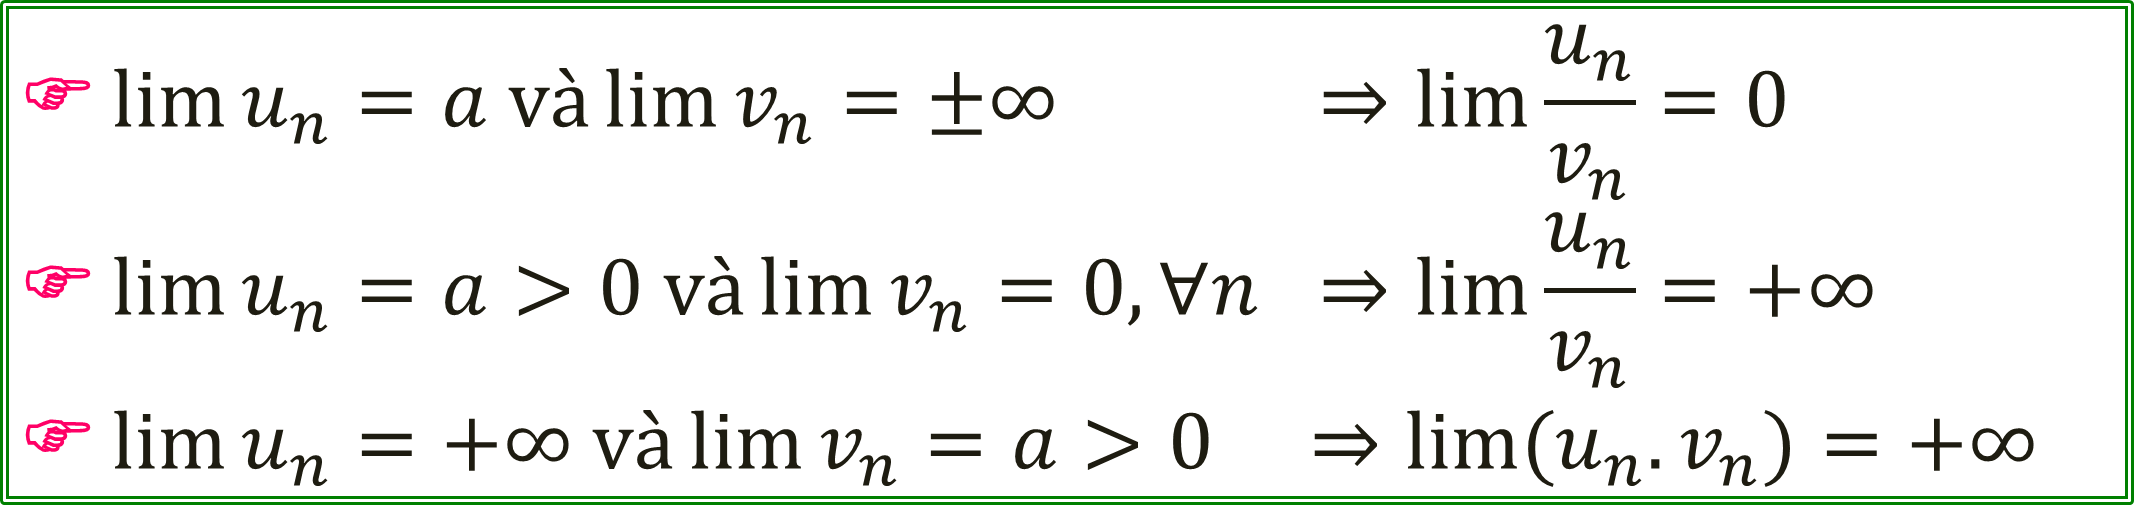 ☞ lim uₙ = a và lim vₙ = ±∞ ⇒ lim uₙ/vₙ = 0
☞ lim uₙ = a > 0 và lim vₙ = 0, ∀n ⇒ lim uₙ/vₙ = +∞
☞ lim uₙ = +∞ và lim vₙ = a > 0 ⇒ lim(uₙ. vₙ) = +∞